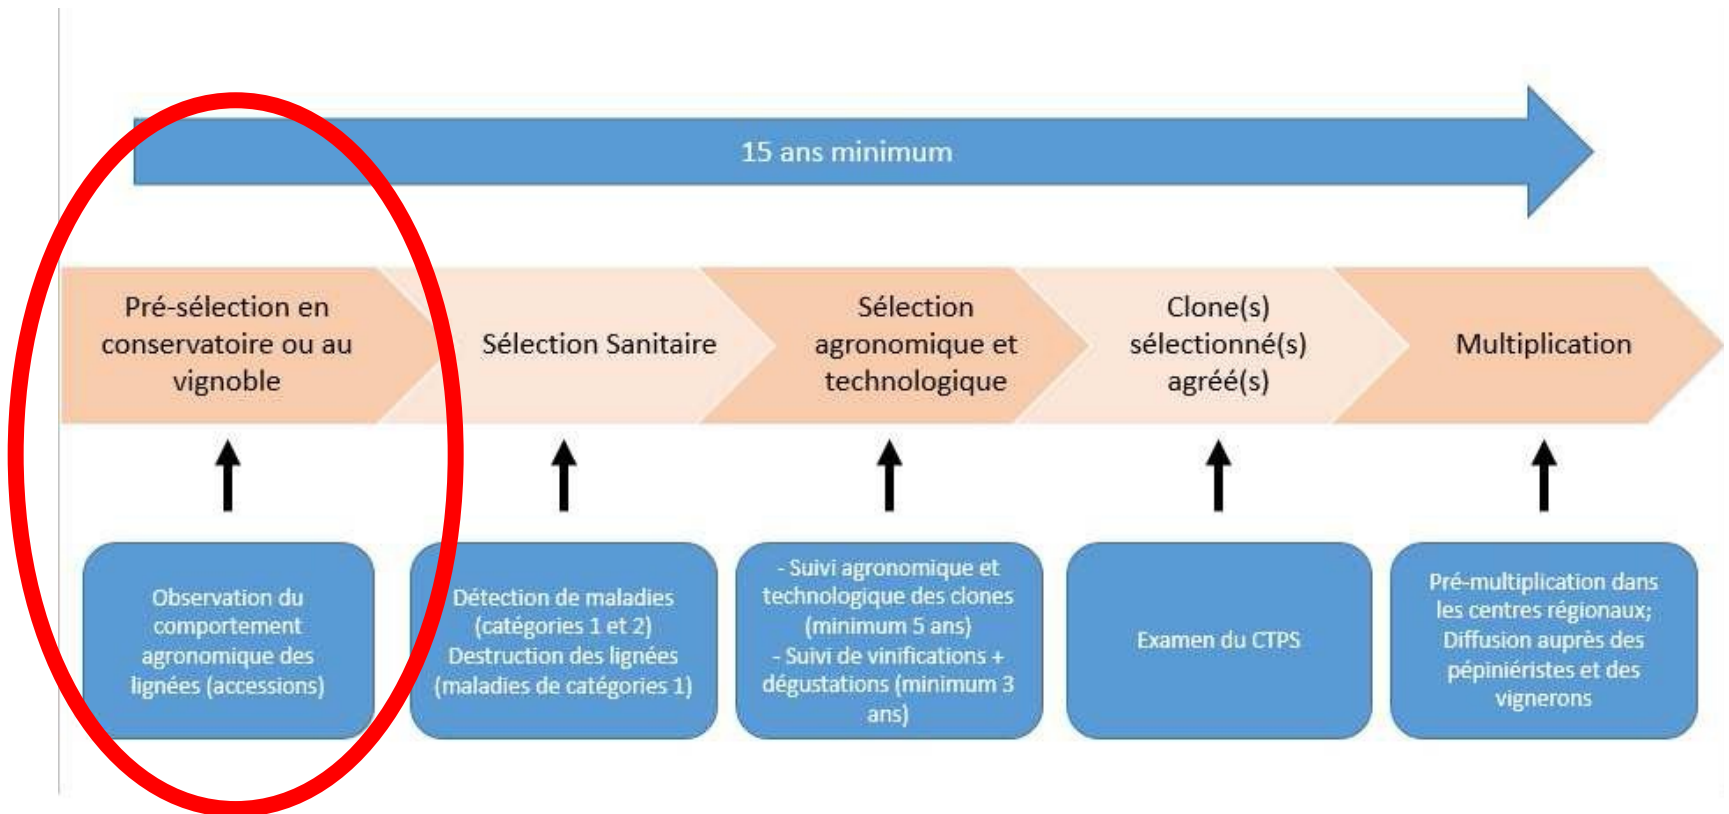 15 ans minimum
Pré-sélection en
conservatoire ou au
vignoble
Sélection Sanitaire
Sélection
agronomique et
technologique
Clone(s)
sélectionné(s)
agréé(s)
Multiplication
Observation du
comportement
agronomique des
lignées (accessions)
Détection de maladies
(catégories 1 et 2)
Destruction des lignées
(maladies de catégories 1)
- Suivi agronomique et
technologique des clones
(minimum 5 ans)
- Suivi de vinifications +
dégustations (minimum 3
ans)
Examen du CTPS
Pré-multiplication dans
les centres régionaux;
Diffusion auprès des
pépiniéristes et des
vignerons